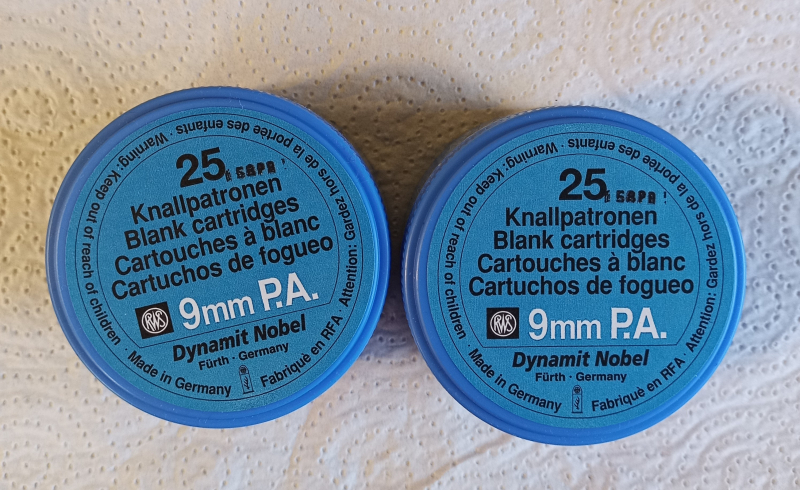 25
Knallpatronen
Blank cartridges
Cartouches à blanc
Cartuchos de fogueo
RWS 9mm P.A.
Dynamit Nobel
Fürth · Germany
Warning: Keep out of reach of children · Made in Germany
Fabriqué en RFA · Attention: Gardez hors de la portée des enfants ·
25
Knallpatronen
Blank cartridges
Cartouches à blanc
Cartuchos de fogueo
RWS 9mm P.A.
Dynamit Nobel
Fürth · Germany
Warning: Keep out of reach of children · Made in Germany
Fabriqué en RFA · Attention: Gardez hors de la portée des enfants ·